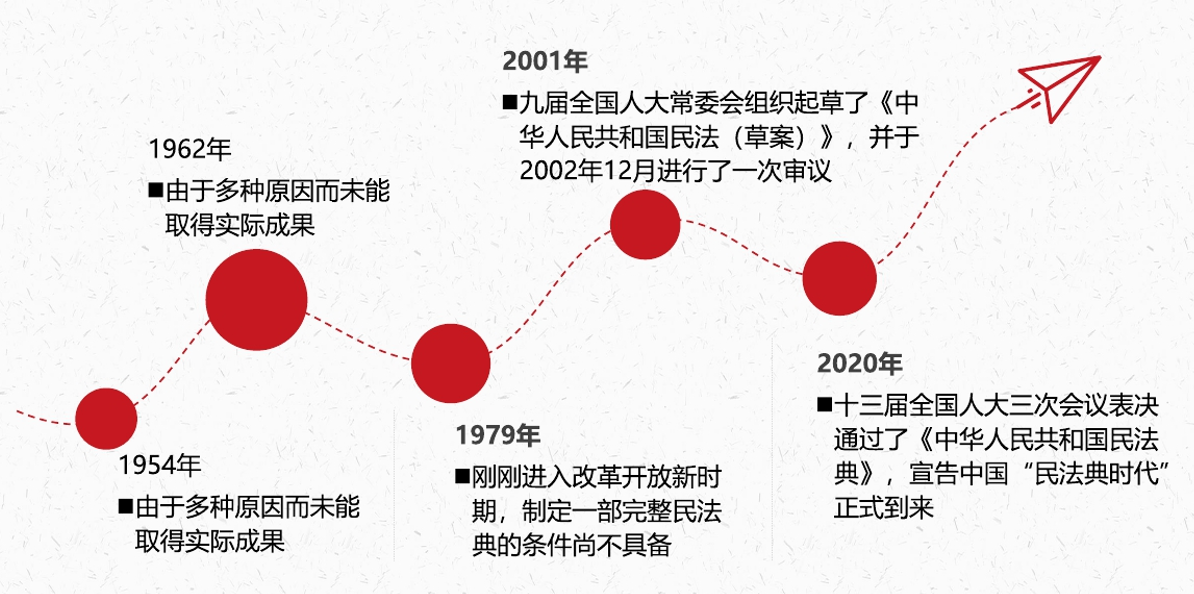 1954年
■由于多种原因而未能
取得实际成果
1962年
■由于多种原因而未能
取得实际成果
1979年
■刚刚进入改革开放新时
期，制定一部完整民法
典的条件尚不具备
2001年
■九届全国人大常委会组织起草了《中
华人民共和国民法（草案）》，并于
2002年12月进行了一次审议
2020年
■十三届全国人大三次会议表决
通过了《中华人民共和国民法
典》，宣告中国“民法典时代”
正式到来